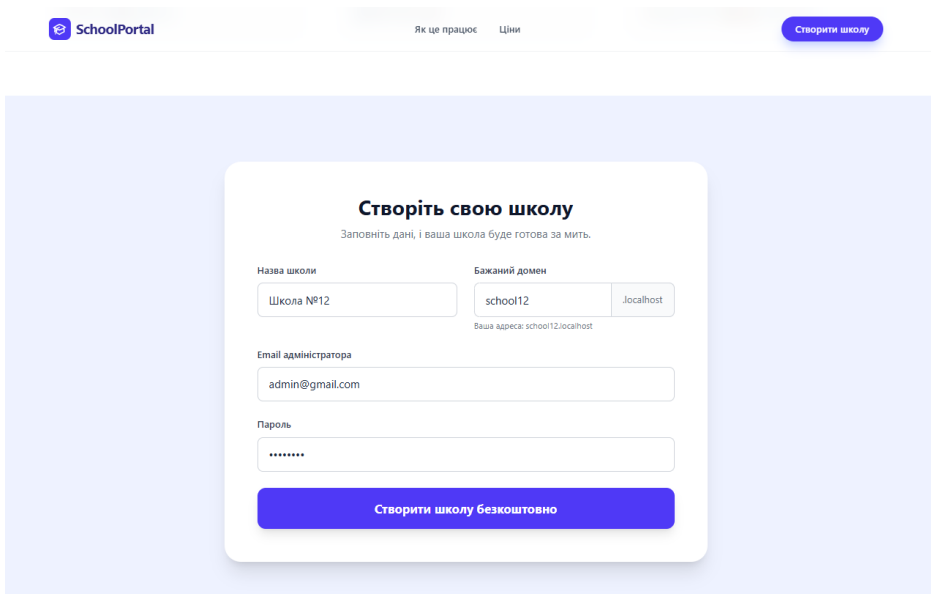 SchoolPortal
Як це працює
Ціни
Створити школу
Створіть свою школу
Заповніть дані, і ваша школа буде готова за мить.
Назва школи
Бажаний домен
Школа №12
school12
.localhost
Ваша адреса: school12.localhost
Email адміністратора
admin@gmail.com
Пароль
••••••••
Створити школу безкоштовно